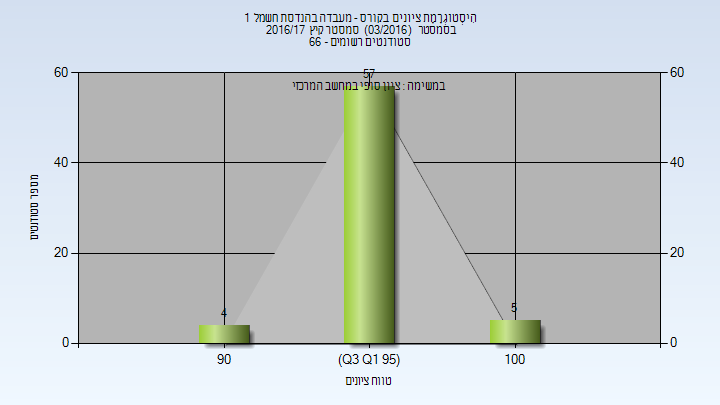 היסטוגרמת ציונים בקורס - מעבדה בהנדסת חשמל 1
בסמסטר (03/2016) סמסטר קיץ 2016/17
סטודנטים רשומים - 66
במשימה : ציון סופי במחשב המרכזי
60
40
20
0
60
40
20
0
מספר סטודנטים
4
57
5
90
(Q3 Q1 95)
100
טווח ציונים